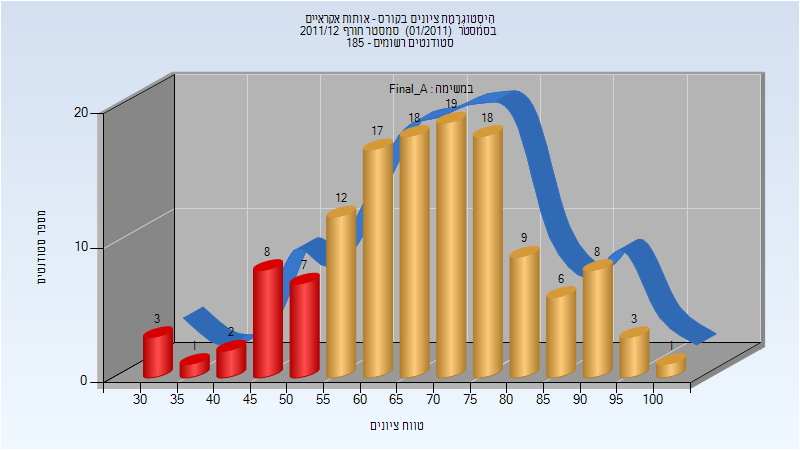 היסטוגרמת ציונים בקורס - אותות אקראיים
בסמסטר (01/2011) סמסטר חורף 2011/12
סטודנטים רשומים - 185
במשימה : Final_A
20
10
0
מספר סטודנטים
3
1
2
8
7
12
17
18
19
18
9
6
8
3
1
30 35 40 45 50 55 60 65 70 75 80 85 90 95 100
טווח ציונים